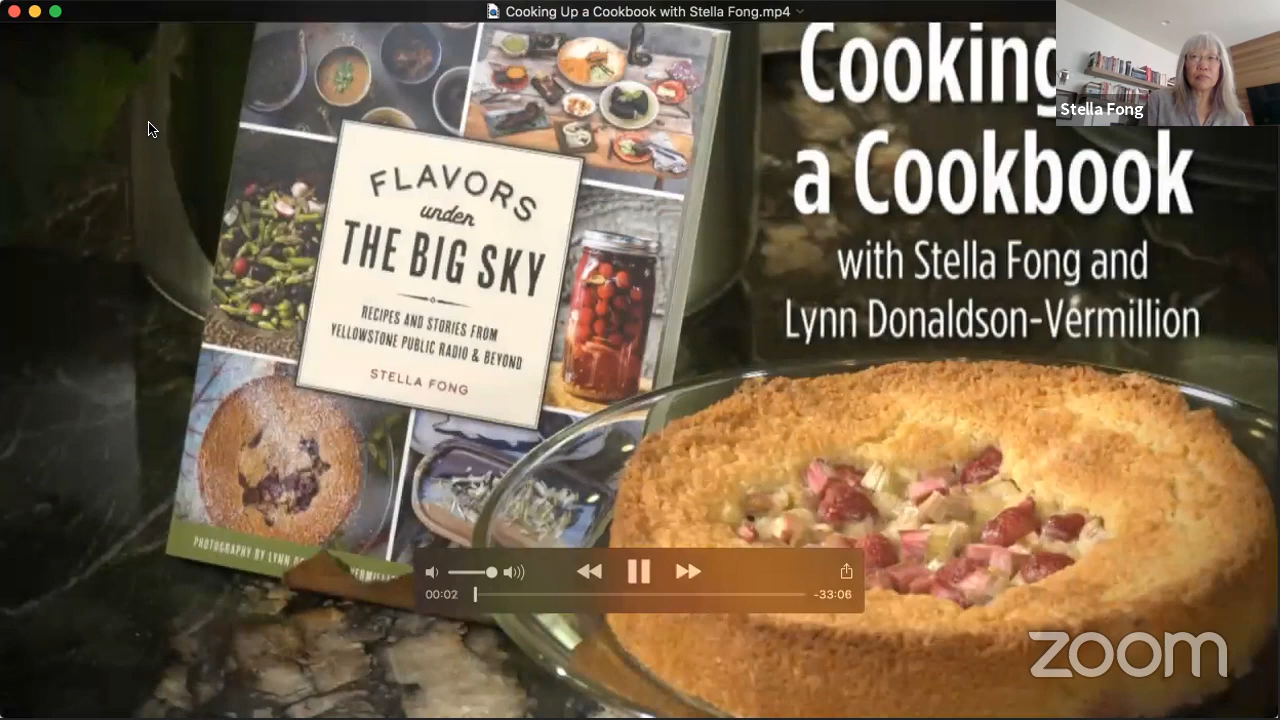 Cooking Up a Cookbook with Stella Fong.mp4
Cooking
a Cookbook
with Stella Fong and
Lynn Donaldson-Vermillion
Stella Fong
FLAVORS
under
THE BIG SKY
RECIPES AND STORIES FROM
YELLOWSTONE PUBLIC RADIO & BEYOND
STELLA FONG
PHOTOGRAPHY BY LYNN
00:02
-33:06
zoom